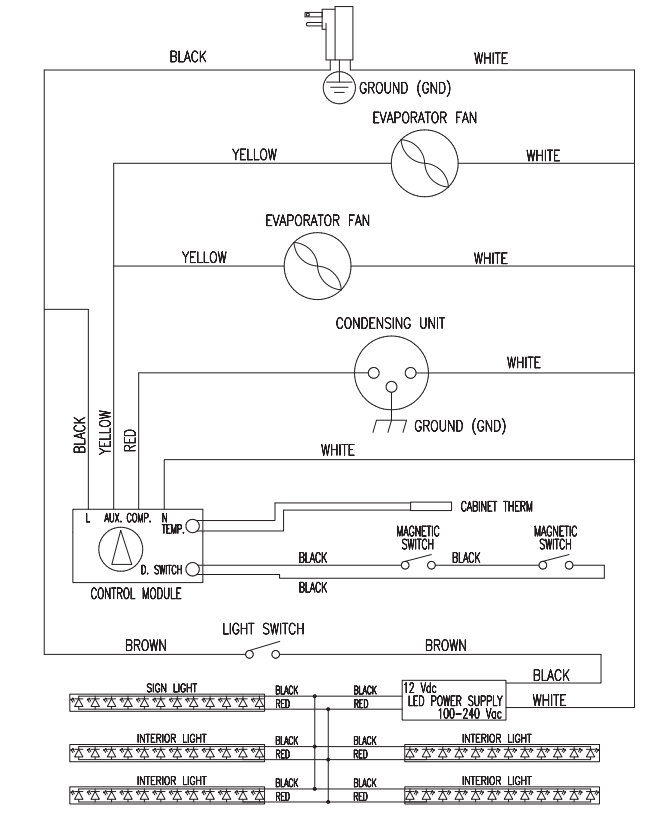 BLACK
WHITE
GROUND (GND)
EVAPORATOR FAN
YELLOW
WHITE
EVAPORATOR FAN
YELLOW
WHITE
CONDENSING UNIT
WHITE
BLACK
YELLOW
RED
GROUND (GND)
WHITE
L AUX. COMP. N
TEMP.
CABINET THERM
MAGNETIC
SWITCH
MAGNETIC
SWITCH
BLACK
BLACK
D. SWITCH
BLACK
CONTROL MODULE
LIGHT SWITCH
BROWN
BROWN
BLACK
SIGN LIGHT
BLACK
BLACK
RED
RED
12 Vdc
LED POWER SUPPLY
100-240 Vac
WHITE
INTERIOR LIGHT
BLACK
BLACK
INTERIOR LIGHT
RED
RED
INTERIOR LIGHT
BLACK
BLACK
INTERIOR LIGHT
RED
RED